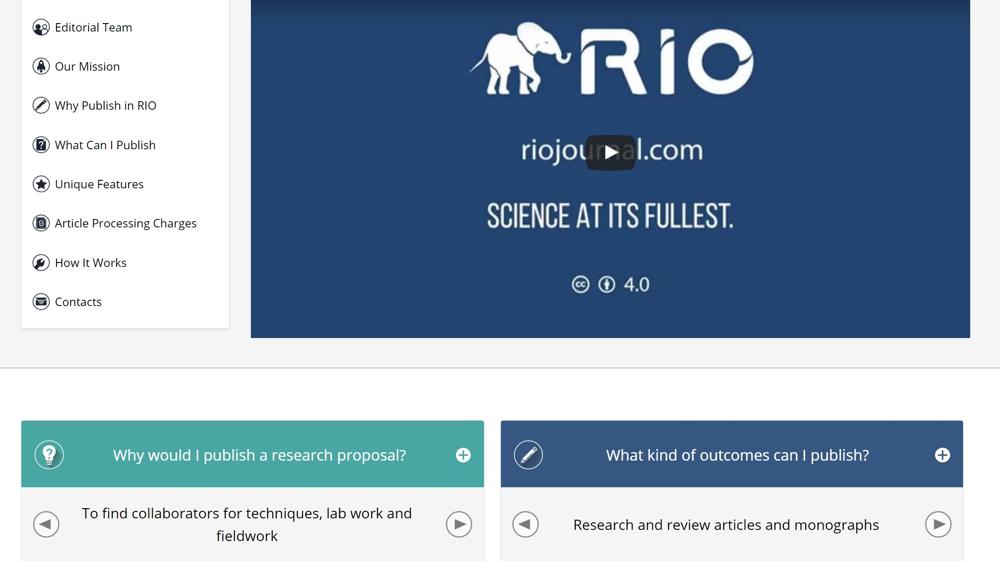 Editorial Team
Our Mission
Why Publish in RIO
What Can I Publish
Unique Features
Article Processing Charges
How It Works
Contacts
RIO
riojournal.com
SCIENCE AT ITS FULLEST.
cc 4.0
Why would I publish a research proposal?
To find collaborators for techniques, lab work and
fieldwork
What kind of outcomes can I publish?
Research and review articles and monographs